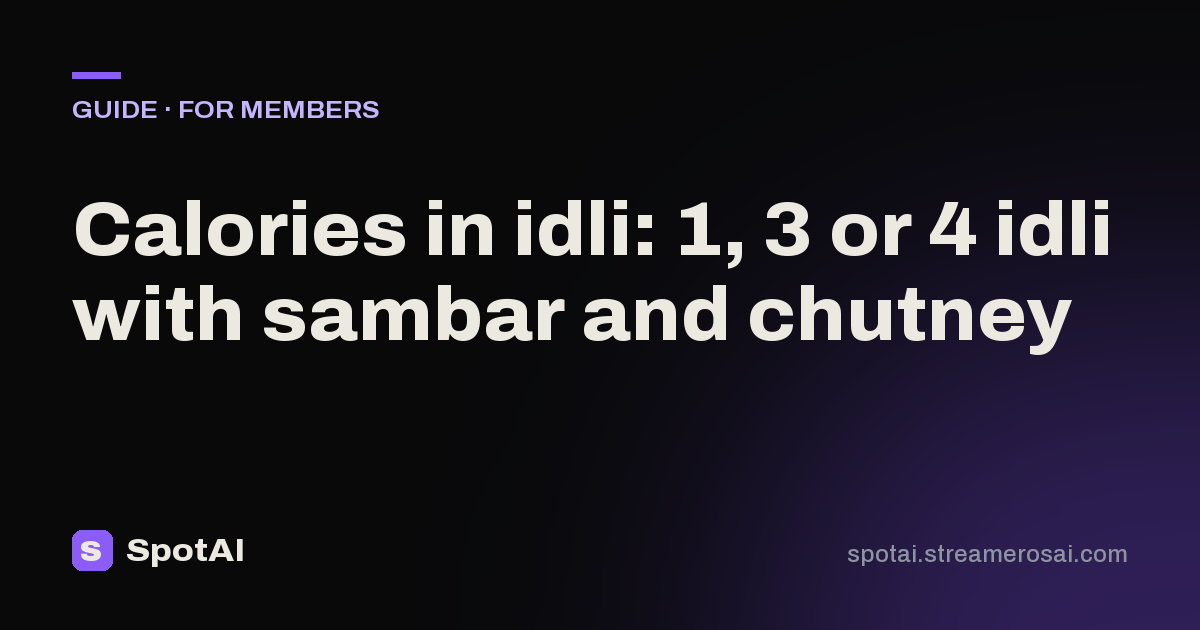 GUIDE · FOR MEMBERS
Calories in idli: 1, 3 or 4 idli
with sambar and chutney
S SpotAI
spotai.streamerosai.com